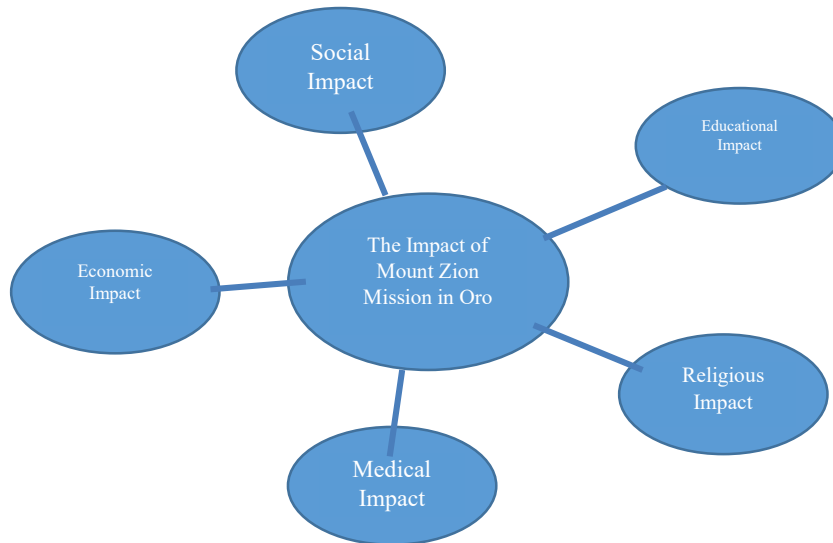 Social
Impact
Educational
Impact
The Impact of
Mount Zion
Mission in Oro
Economic
Impact
Religious
Impact
Medical
Impact